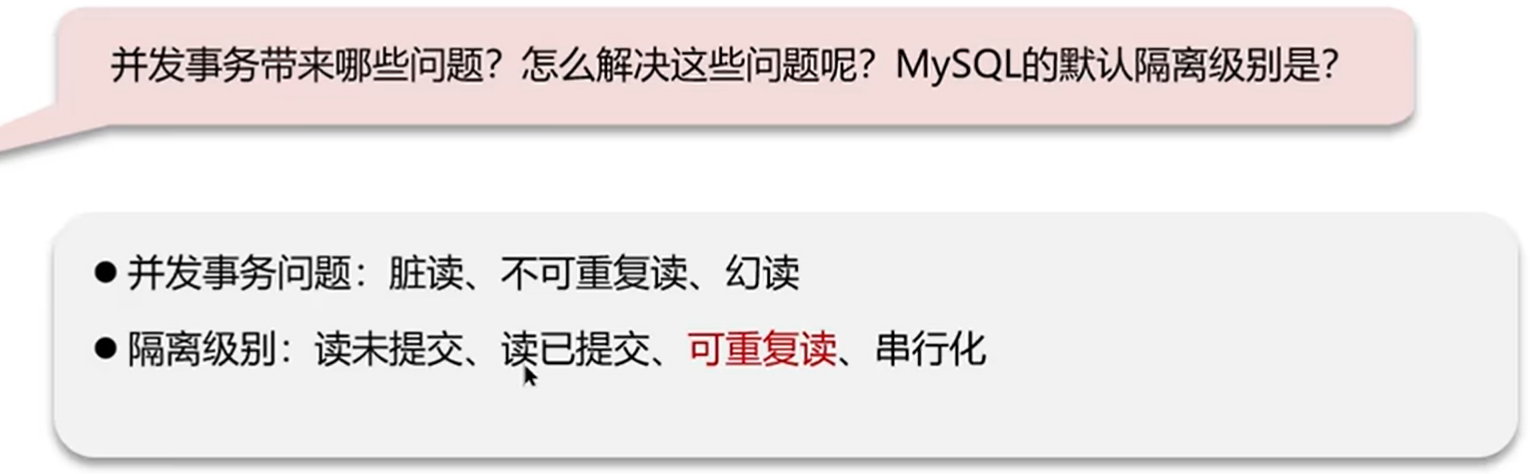 并发事务带来哪些问题？怎么解决这些问题呢？MySQL的默认隔离级别是？
● 并发事务问题：脏读、不可重复读、幻读
● 隔离级别：读未提交、读已提交、可重复读、串行化